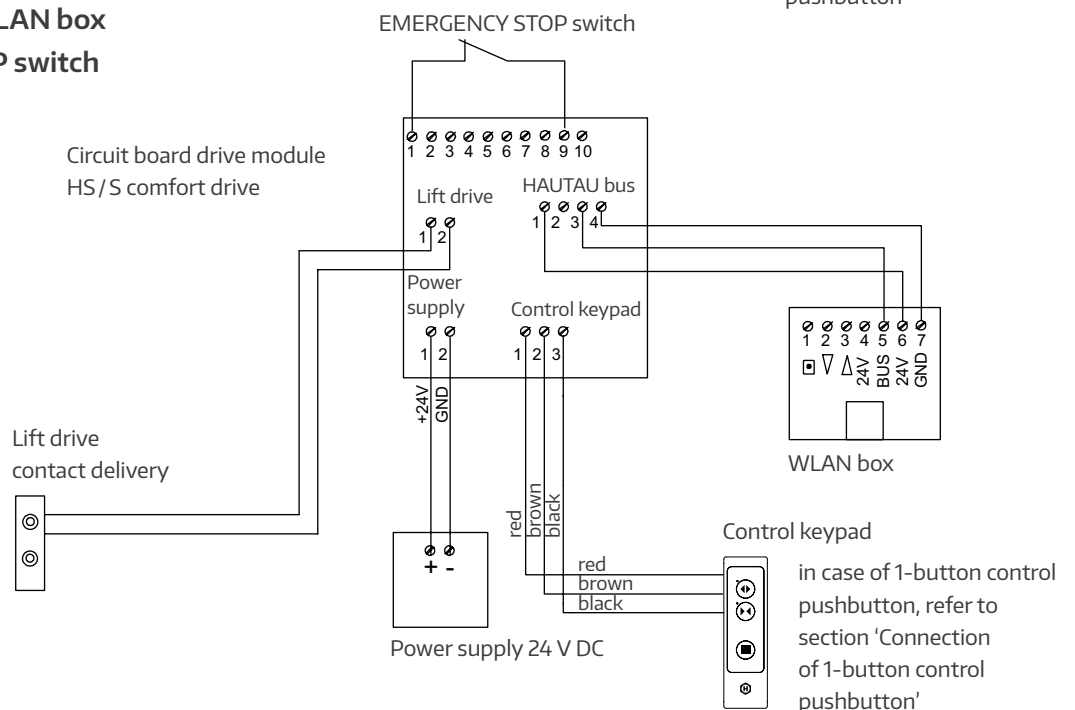 LAN box
P switch
pushbutton
EMERGENCY STOP switch
Circuit board drive module
HS / S comfort drive
1 2 3 4 5 6 7 8 9 10
Lift drive
1 2
HAUTAU bus
1 2 3 4
Power
supply
1 2
+24V
GND
Control keypad
1 2 3
red
brown
black
1 2 3 4 5 6 7
24V
BUS
24V
GND
WLAN box
Lift drive
contact delivery
+ -
Power supply 24 V DC
red
brown
black
Control keypad
in case of 1-button control
pushbutton, refer to
section ‘Connection
of 1-button control
pushbutton’